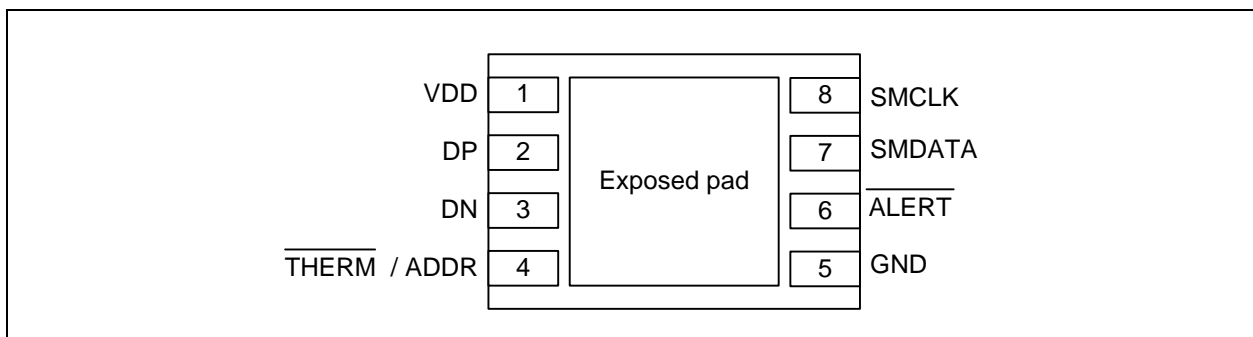 VDD 1 8 SMCLK
DP 2 7 SMDATA
Exposed pad
DN 3 6 ALERT
THERM / ADDR 4 5 GND